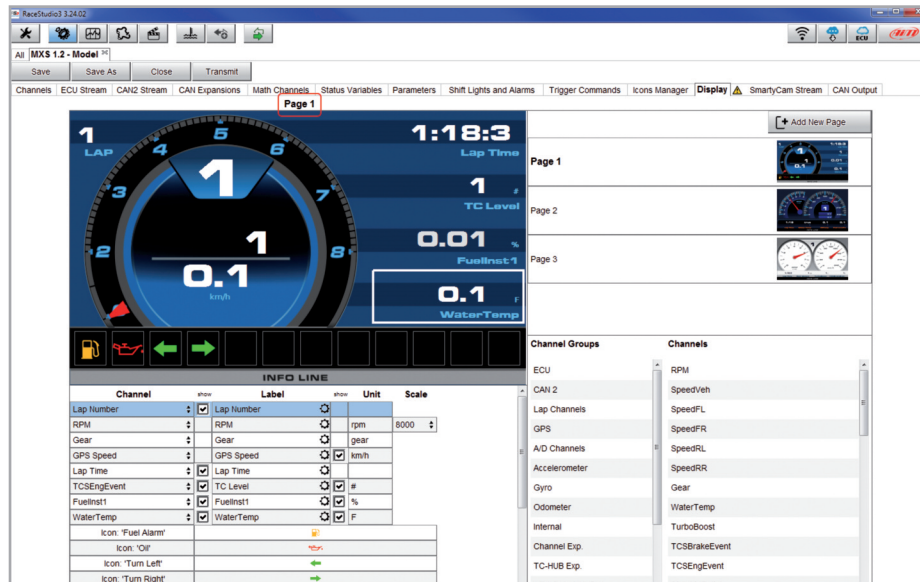 RaceStudio3 3.24.02
ECU
All MXS 1.2 - Model
Save Save As Close Transmit
Channels ECU Stream CAN2 Stream CAN Expansions Math Channels Status Variables Parameters Shift Lights and Alarms Trigger Commands Icons Manager Display SmartyCam Stream CAN Output
Page 1
Add New Page
1
LAP
2
3
4
5
6
7
8
1
1
0.1
km/h
1:18:3
Lap Time
1 #
TC Level
0.01 %
FuelInst1
0.1 F
WaterTemp
INFO LINE
Page 1
Page 2
Page 3
Channel show Label show Unit Scale
Lap Number Lap Number
RPM RPM rpm 8000
Gear Gear gear
GPS Speed GPS Speed km/h
Lap Time Lap Time
TCSEngEvent TC Level #
FuelInst1 FuelInst1 %
WaterTemp WaterTemp F
Icon: 'Fuel Alarm'
Icon: 'Oil'
Icon: 'Turn Left'
Icon: 'Turn Right'
Channel Groups
ECU
CAN 2
Lap Channels
GPS
A/D Channels
Accelerometer
Gyro
Odometer
Internal
Channel Exp.
TC-HUB Exp.
Channels
RPM
SpeedVeh
SpeedFL
SpeedFR
SpeedRL
SpeedRR
Gear
WaterTemp
TurboBoost
TCSBrakeEvent
TCSEngEvent